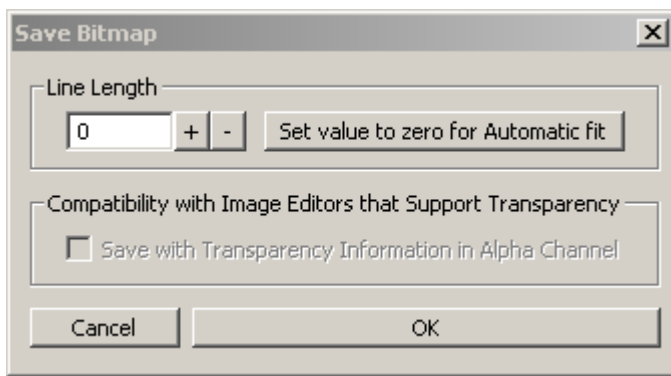 Save Bitmap
Line Length
0 + - Set value to zero for Automatic fit
Compatibility with Image Editors that Support Transparency
Save with Transparency Information in Alpha Channel
Cancel OK